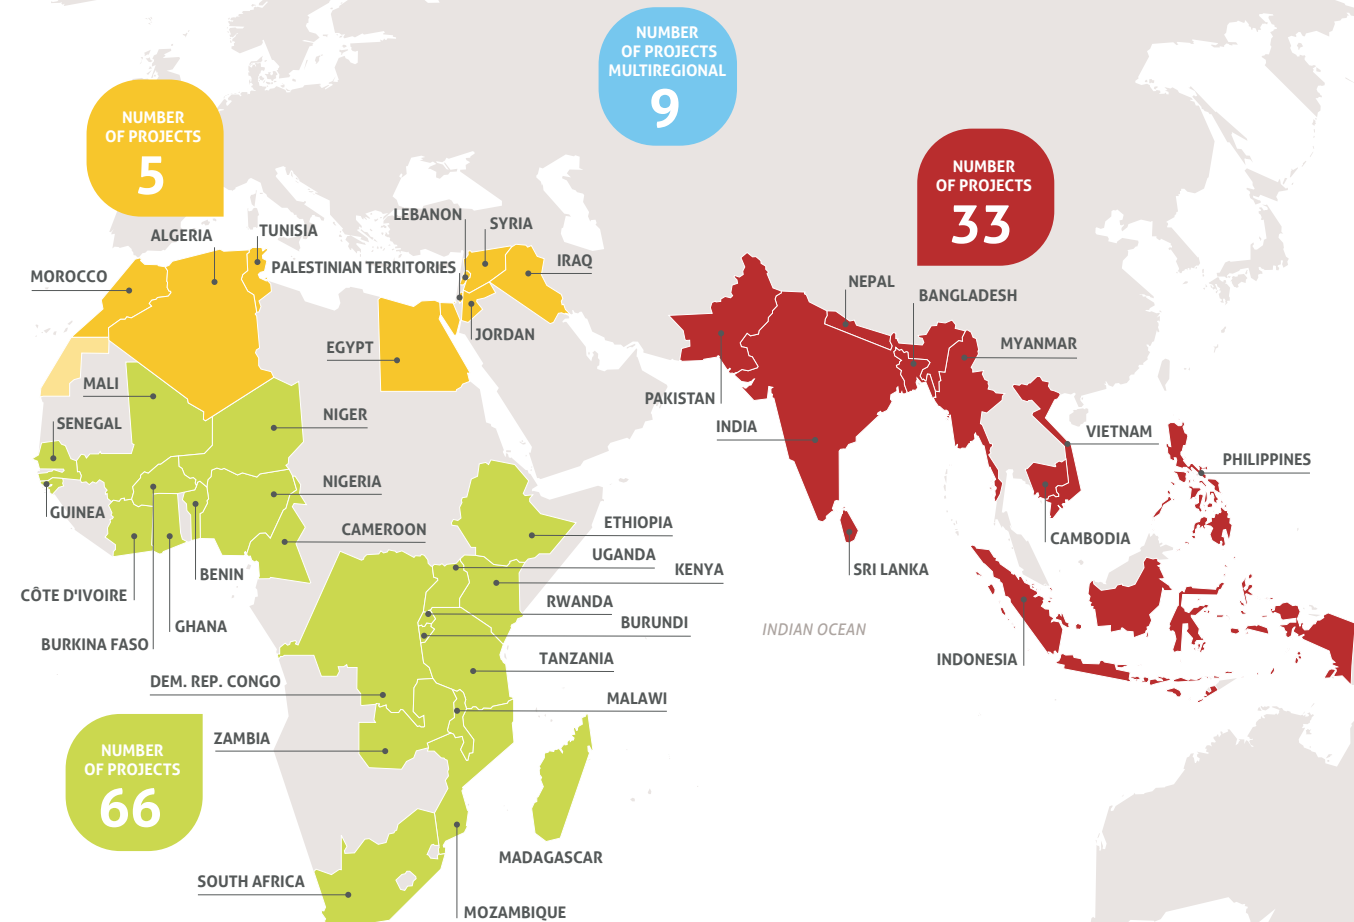 NUMBER
OF PROJECTS
MULTIREGIONAL
9
NUMBER
OF PROJECTS
5
NUMBER
OF PROJECTS
33
LEBANON
SYRIA
ALGERIA
TUNISIA
PALESTINIAN TERRITORIES
IRAQ
MOROCCO
JORDAN
EGYPT
NEPAL
BANGLADESH
MYANMAR
PAKISTAN
INDIA
VIETNAM
PHILIPPINES
CAMBODIA
SRI LANKA
INDONESIA
INDIAN OCEAN
MALI
SENEGAL
NIGER
NIGERIA
GUINEA
CAMEROON
ETHIOPIA
UGANDA
KENYA
BENIN
CÔTE D'IVOIRE
RWANDA
GHANA
BURUNDI
BURKINA FASO
TANZANIA
DEM. REP. CONGO
MALAWI
ZAMBIA
NUMBER
OF PROJECTS
66
MADAGASCAR
SOUTH AFRICA
MOZAMBIQUE